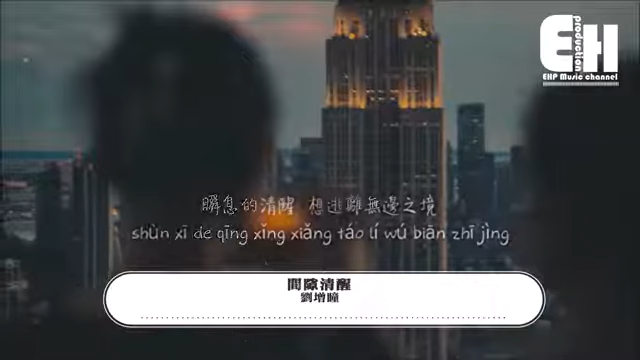 EH
production
EHP Music channel
瞬息的清醒 想逃離無邊之境
shùn xī de qīng xǐng xiǎng táo lí wú biān zhī jìng
間隙清醒
劉增瞳